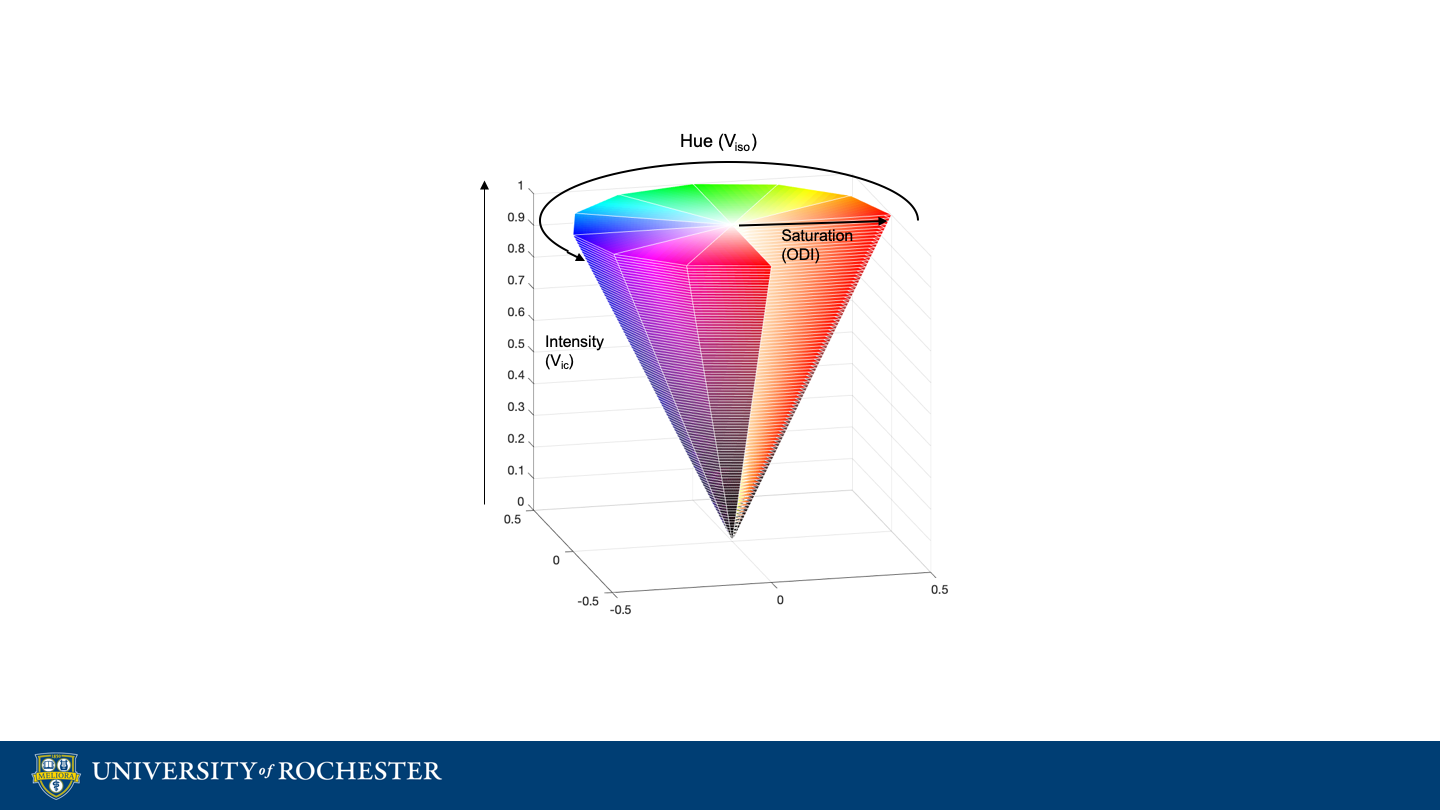 Hue (Viso)
1
0.9
0.8
0.7
0.6
0.5
0.4
0.3
0.2
0.1
0
Saturation
(ODI)
Intensity
(Vic)
0.5
0
-0.5
-0.5
0
0.5
MELIORA
UNIVERSITY of ROCHESTER